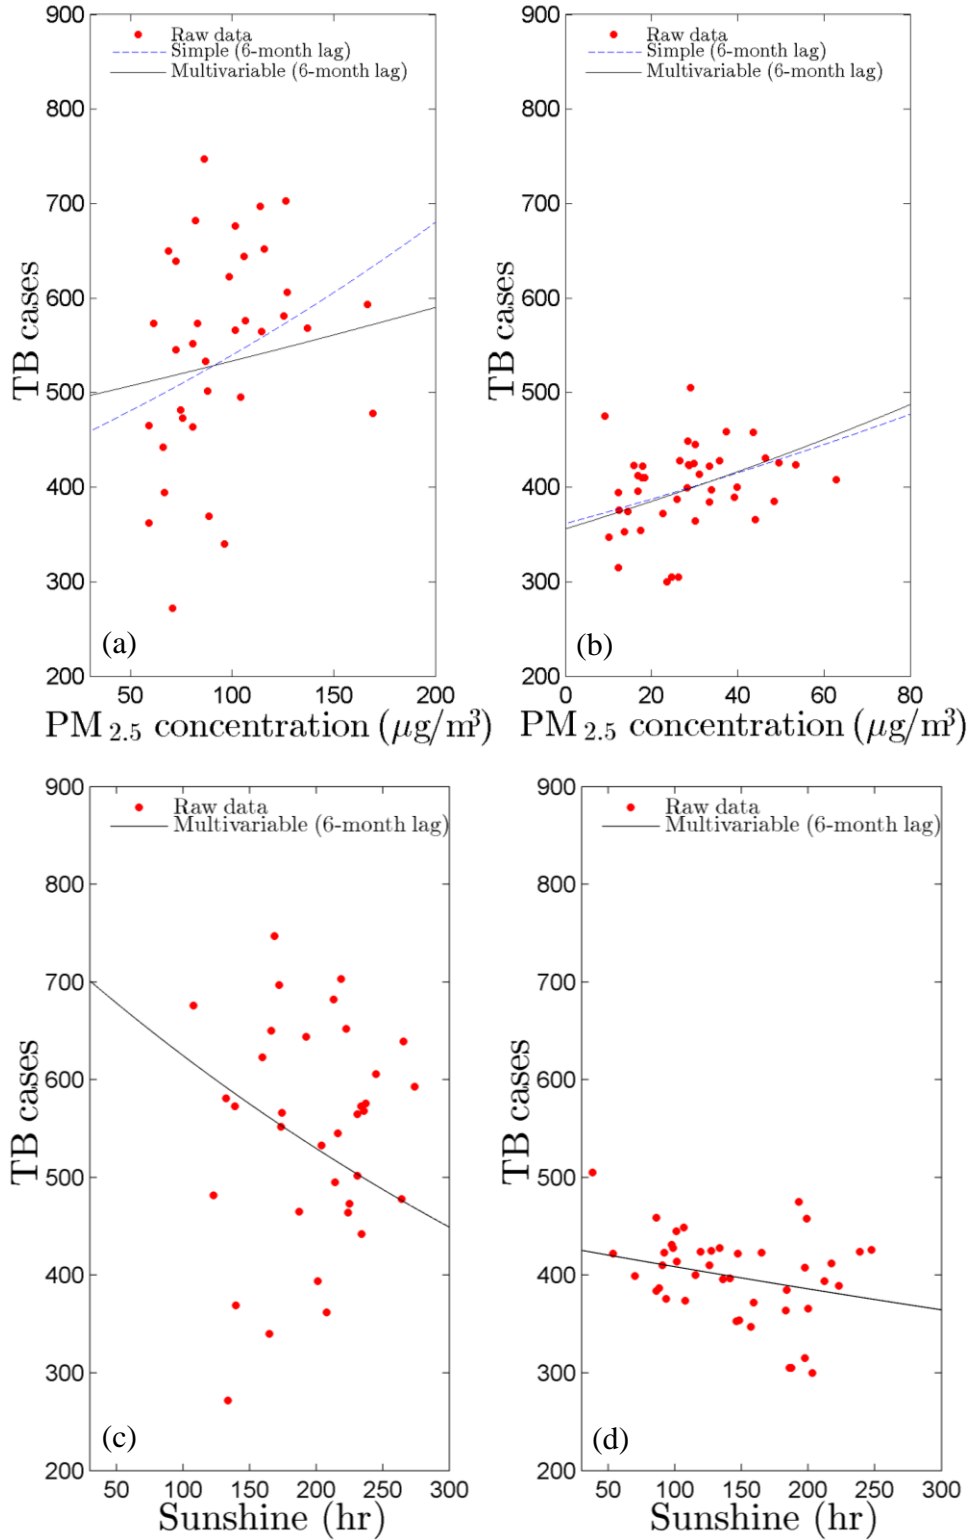 900
800
700
600
500
400
300
200
TB cases
Raw data
Simple (6-month lag)
Multivariable (6-month lag)
(a)
50
100
150
200
PM 2.5 concentration (μg/m³)
900
800
700
600
500
400
300
200
TB cases
Raw data
Simple (6-month lag)
Multivariable (6-month lag)
(b)
0
20
40
60
80
PM 2.5 concentration (μg/m³)
900
800
700
600
500
400
300
200
TB cases
Raw data
Multivariable (6-month lag)
(c)
50
100
150
200
250
300
Sunshine (hr)
900
800
700
600
500
400
300
200
TB cases
Raw data
Multivariable (6-month lag)
(d)
50
100
150
200
250
300
Sunshine (hr)